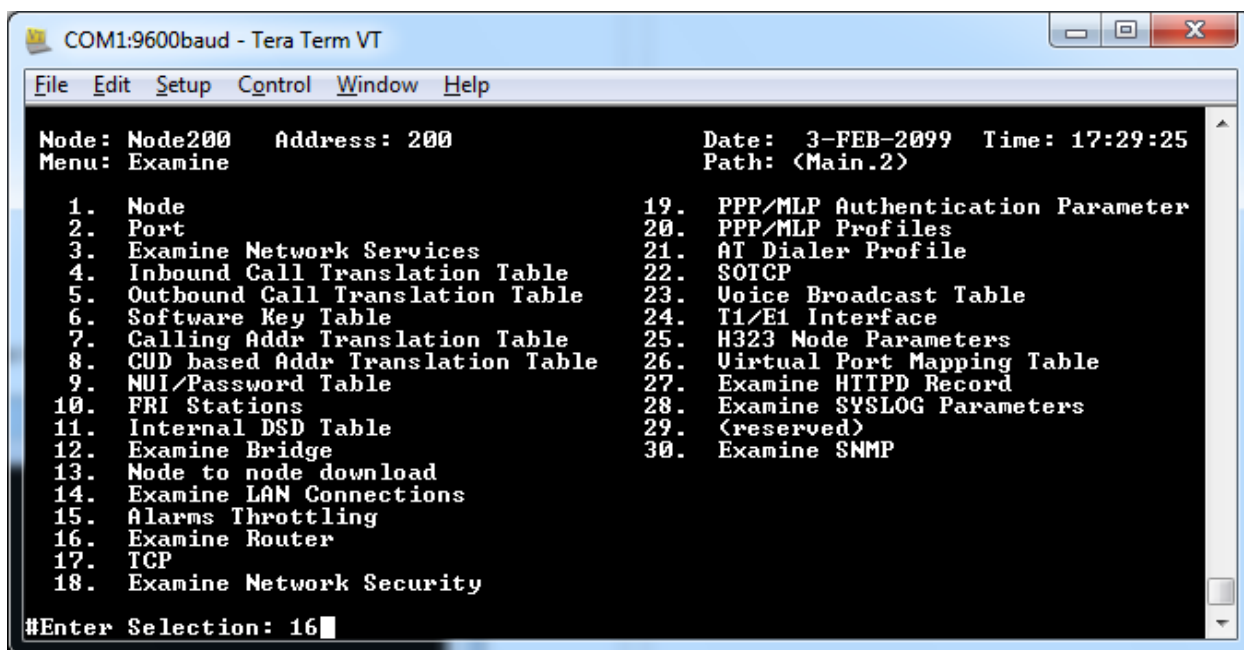 COM1:9600baud - Tera Term VT
File Edit Setup Control Window Help
Node: Node200 Address: 200 Date: 3-FEB-2099 Time: 17:29:25
Menu: Examine Path: (Main.2)
1. Node 19. PPP/MLP Authentication Parameter
2. Port 20. PPP/MLP Profiles
3. Examine Network Services 21. AT Dialer Profile
4. Inbound Call Translation Table 22. SOTCP
5. Outbound Call Translation Table 23. Voice Broadcast Table
6. Software Key Table 24. T1/E1 Interface
7. Calling Addr Translation Table 25. H323 Node Parameters
8. CUD based Addr Translation Table 26. Virtual Port Mapping Table
9. NUI/Password Table 27. Examine HTTPD Record
10. FRI Stations 28. Examine SYSLOG Parameters
11. Internal DSD Table 29. (reserved)
12. Examine Bridge 30. Examine SNMP
13. Node to node download
14. Examine LAN Connections
15. Alarms Throttling
16. Examine Router
17. TCP
18. Examine Network Security
#Enter Selection: 16